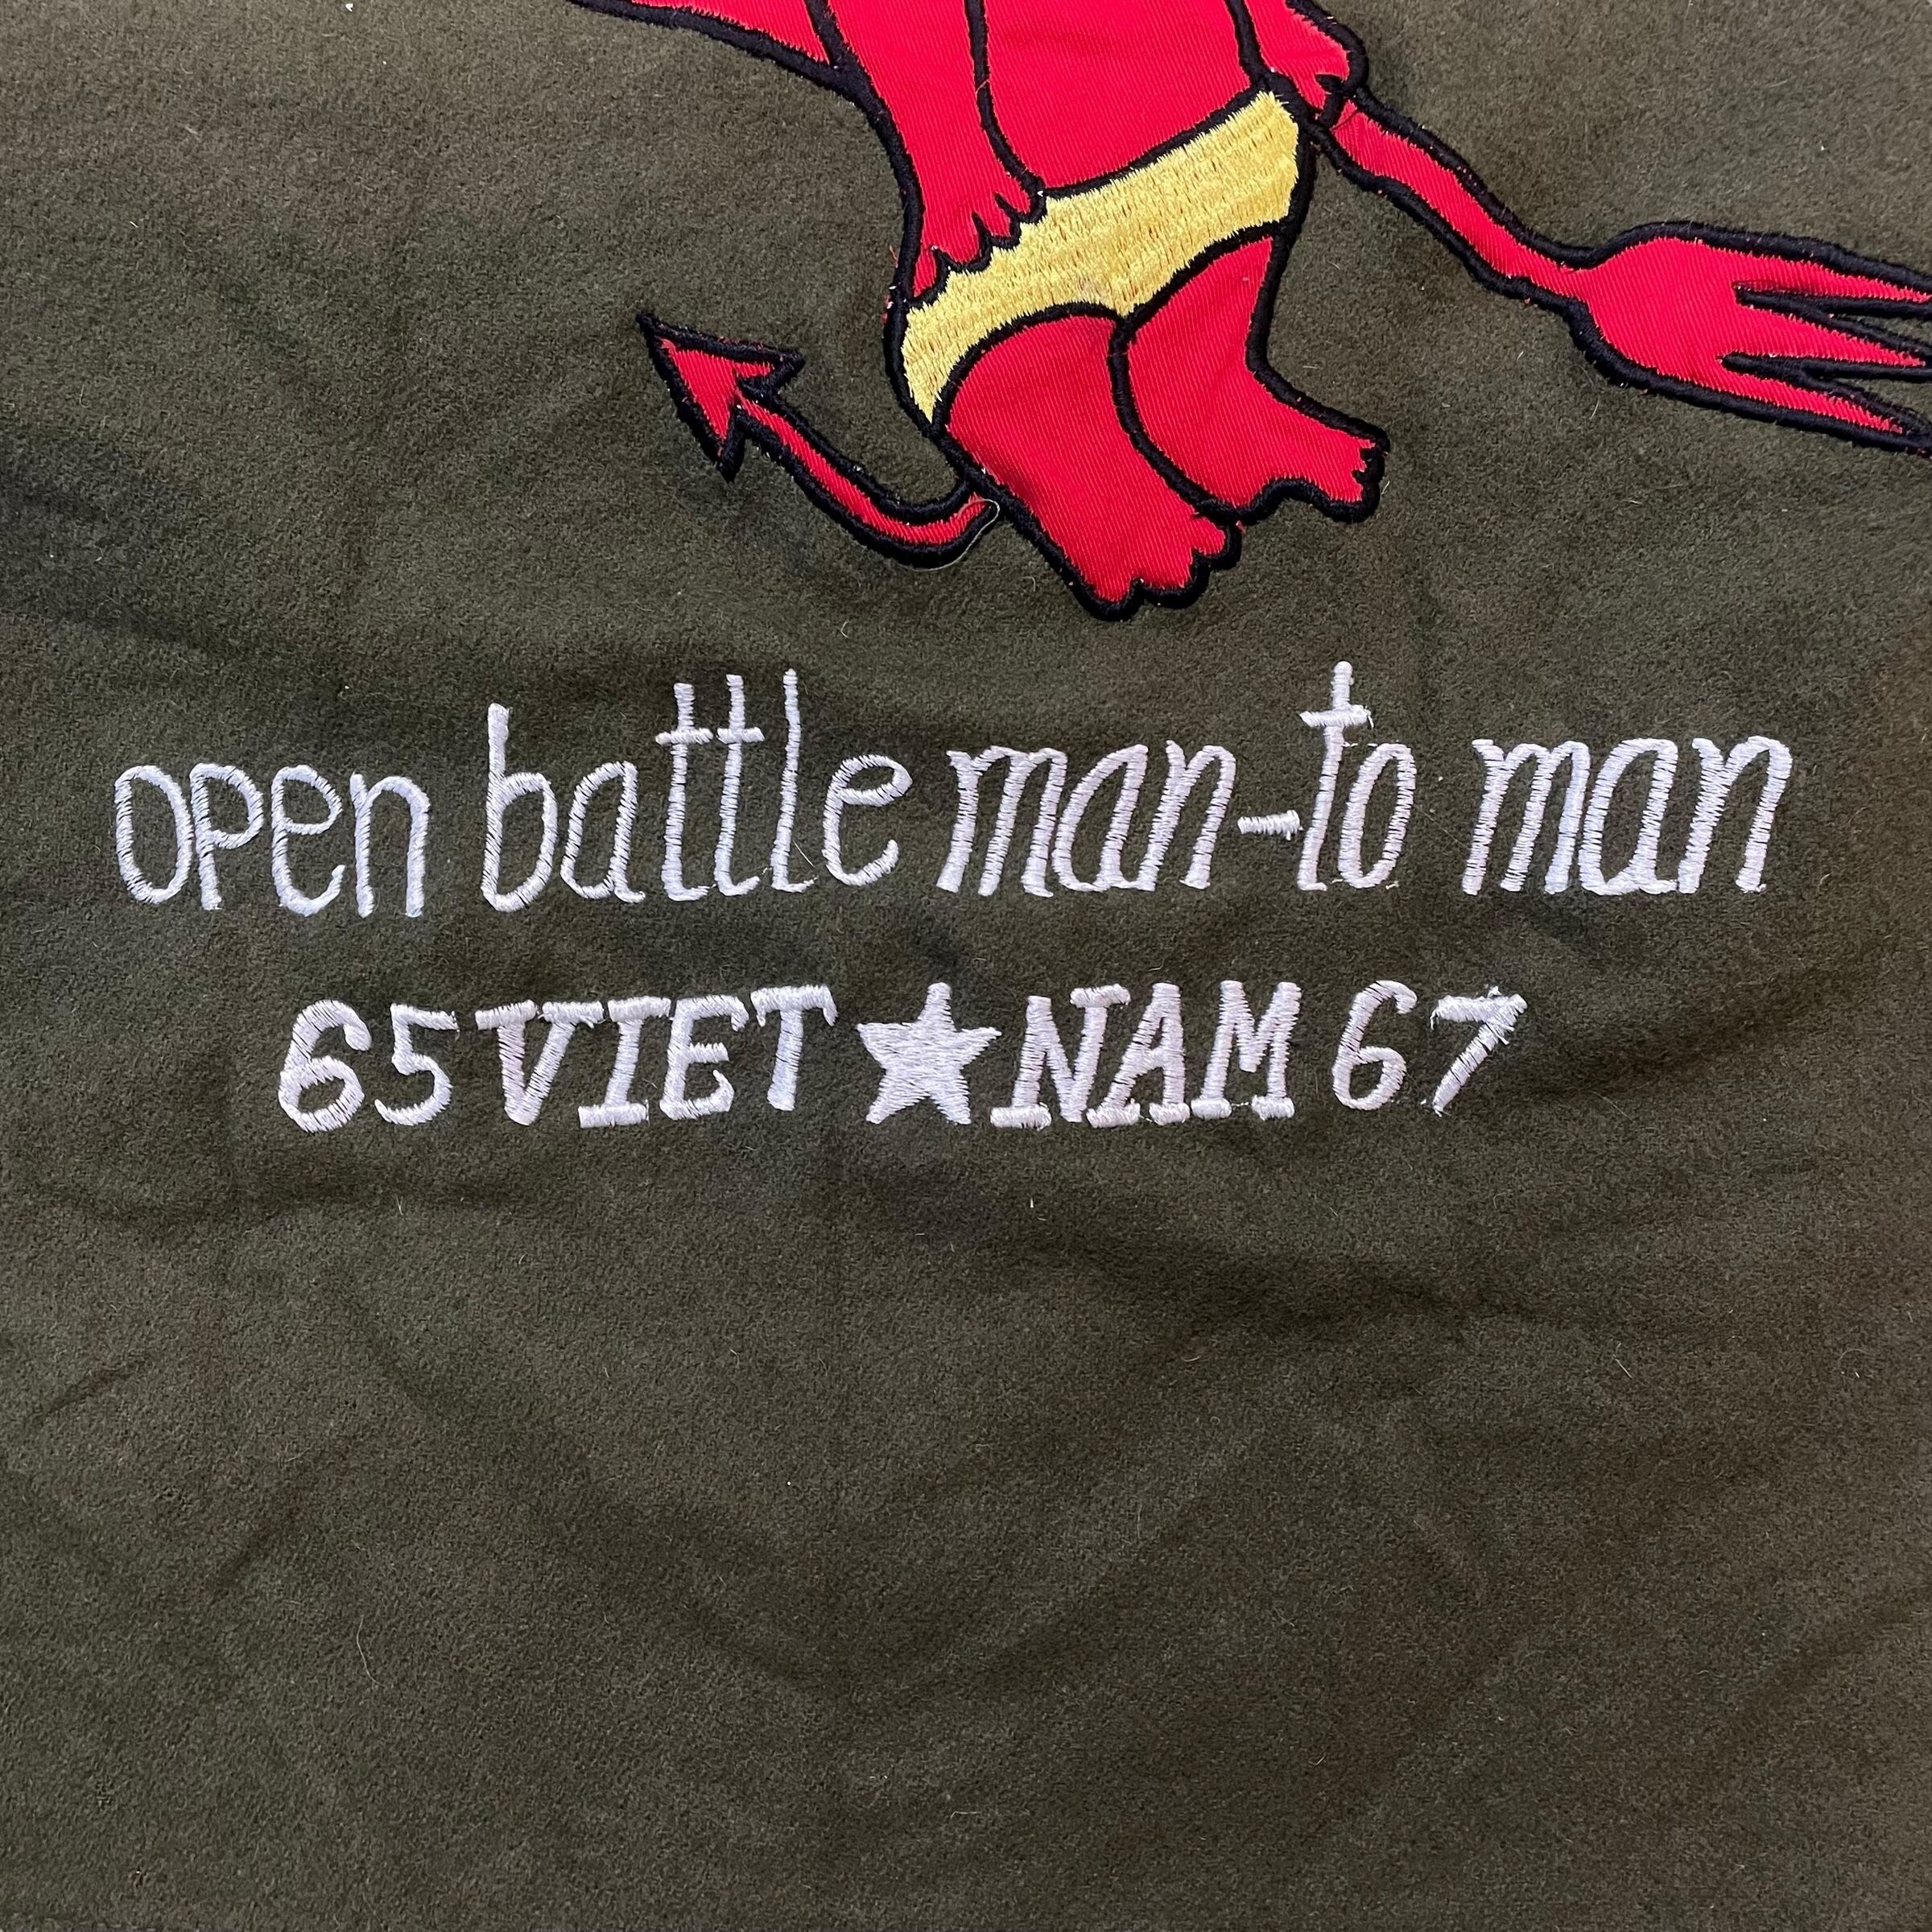 open battle man-to man
65 VIET ★ NAM 67